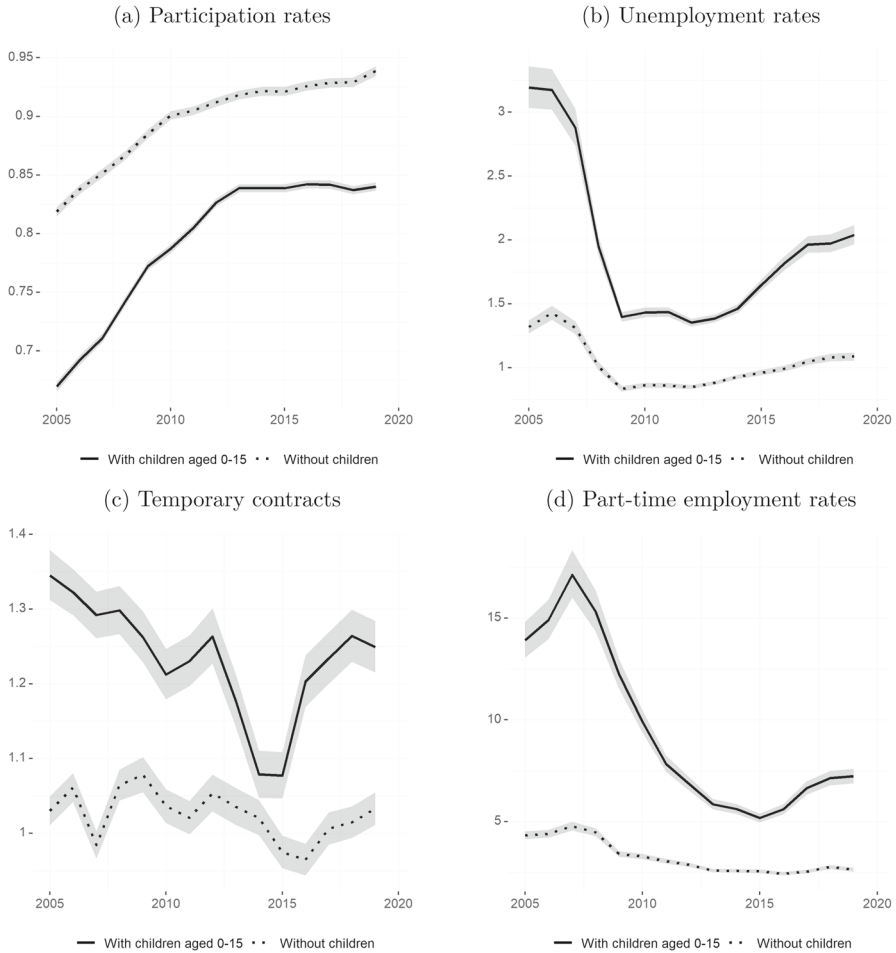 (a) Participation rates
0.95
0.9
0.85
0.8
0.75
0.7
2005 2010 2015 2020
With children aged 0-15 Without children
(b) Unemployment rates
3
2.5
2
1.5
1
2005 2010 2015 2020
With children aged 0-15 Without children
(c) Temporary contracts
1.4
1.3
1.2
1.1
1
2005 2010 2015 2020
With children aged 0-15 Without children
(d) Part-time employment rates
15
10
5
2005 2010 2015 2020
With children aged 0-15 Without children